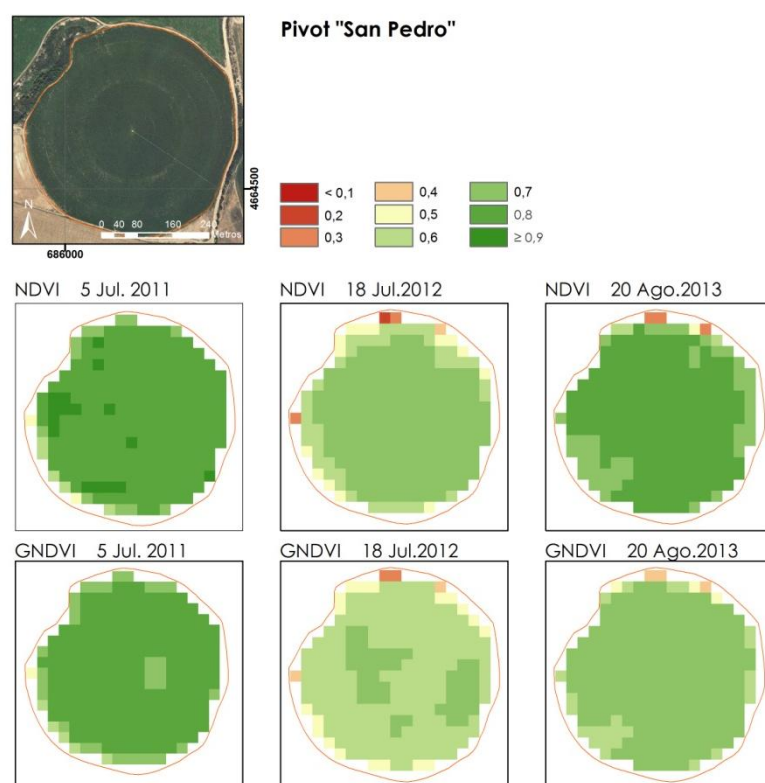 Pivot "San Pedro"
N
0 40 80 160 240
Metros
4664500
686000
< 0,1
0,2
0,3
0,4
0,5
0,6
0,7
0,8
≥ 0,9
NDVI 5 Jul. 2011
NDVI 18 Jul.2012
NDVI 20 Ago.2013
GNDVI 5 Jul. 2011
GNDVI 18 Jul.2012
GNDVI 20 Ago.2013